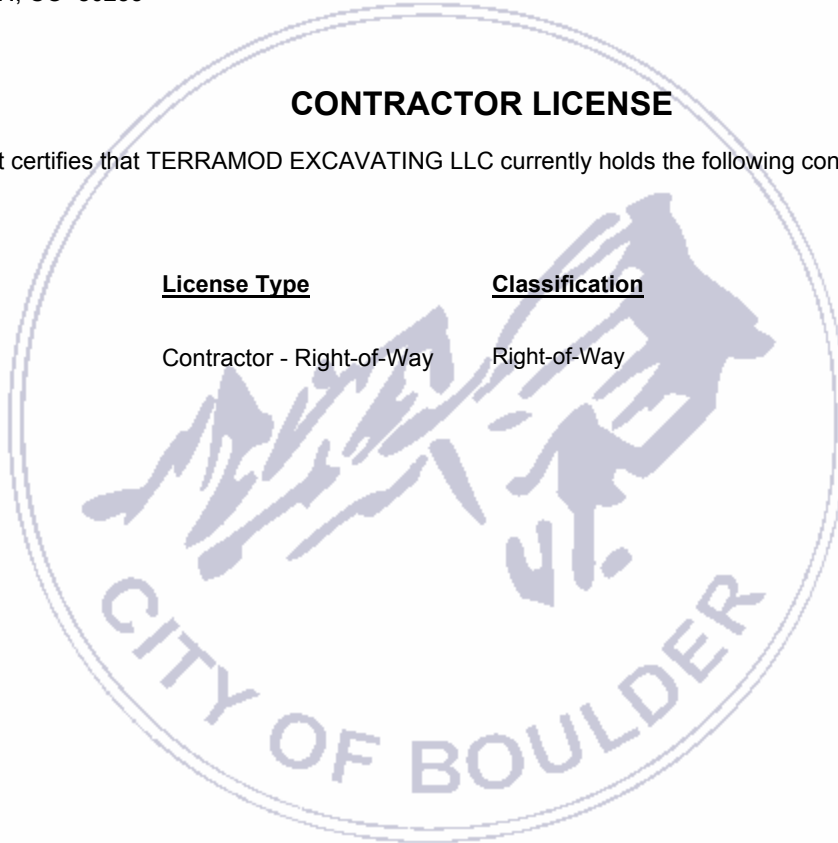 CONTRACTOR LICENSE
certifies that TERRAMOD EXCAVATING LLC currently holds the following
License Type Classification
Contractor - Right-of-Way Right-of-Way
CITY OF BOULDER